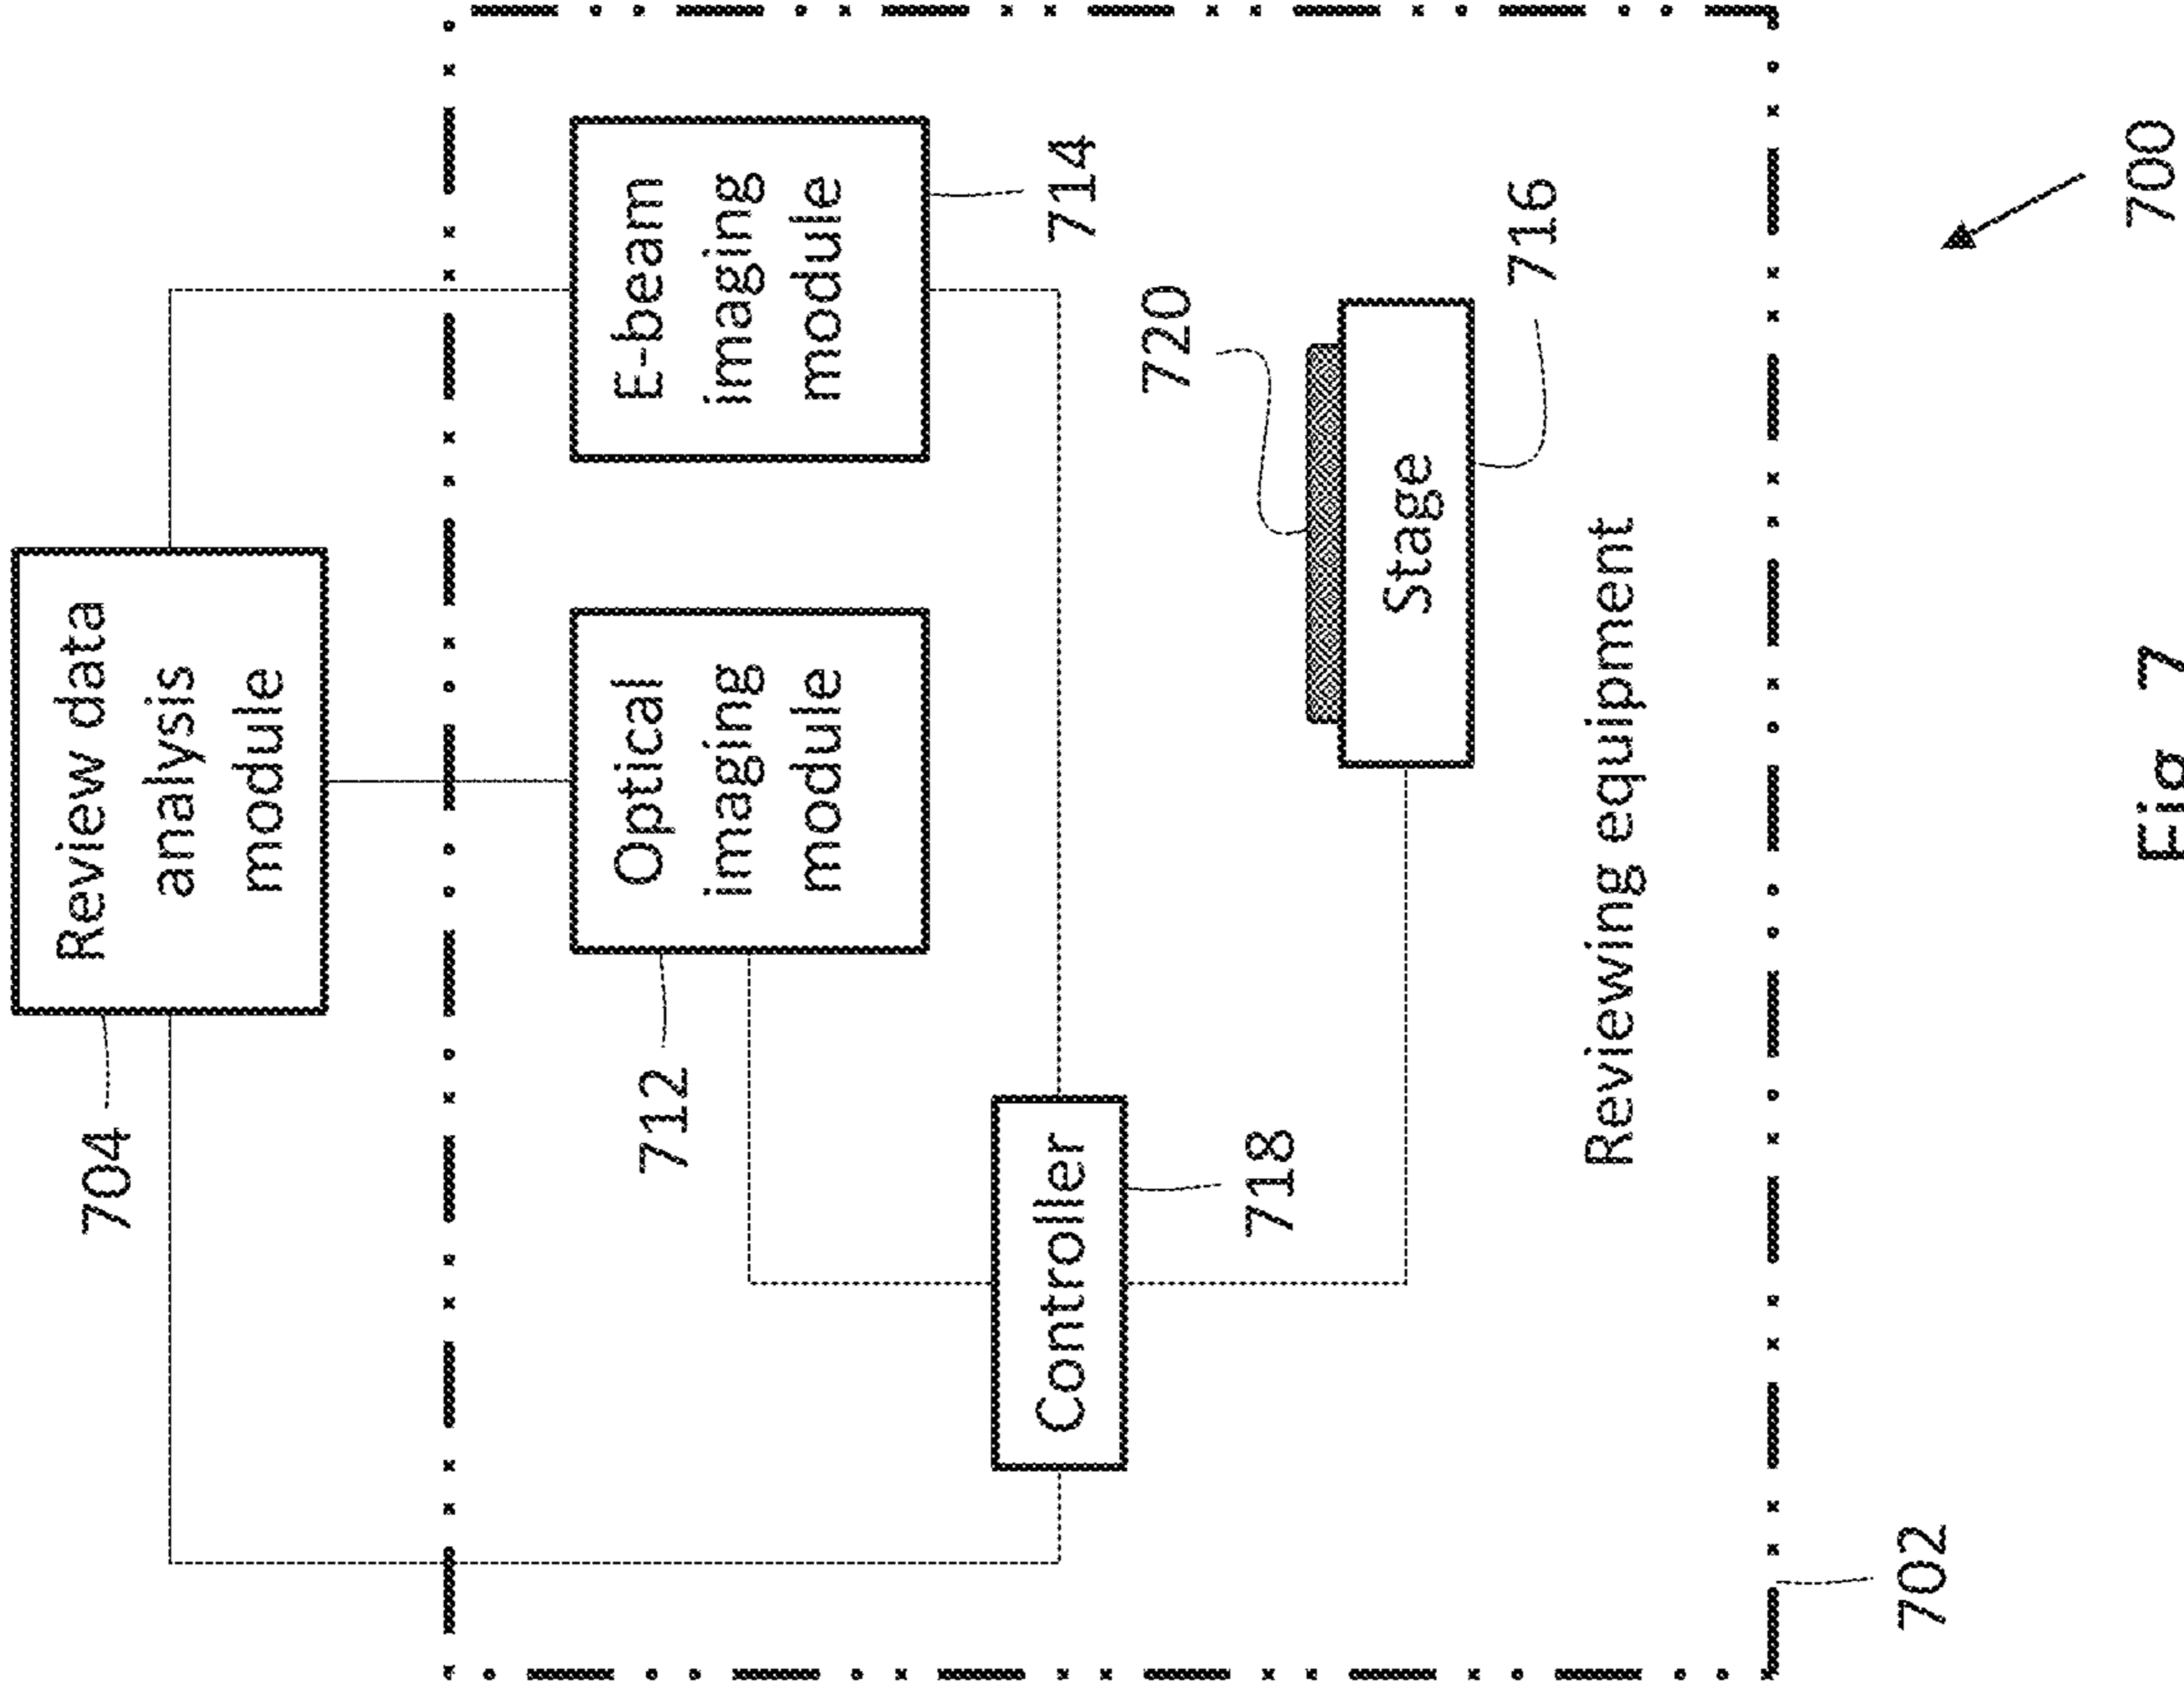 Review data
analysis
module
704
Optical
imaging
module
712
E-beam
imaging
module
714
Controller
718
720
Stage
716
Reviewing equipment
702
700
Fig 7